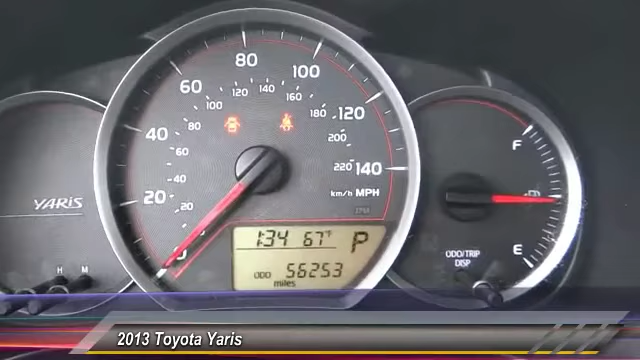 80
60 100
100 120 140 160
40 80 180 120
60 200
40 220 140
20 20 km/h MPH
0
YARIS
H M
1:34 67°F P
ODO 56253
miles
F
E
ODO/TRIP
DISP
2013 Toyota Yaris